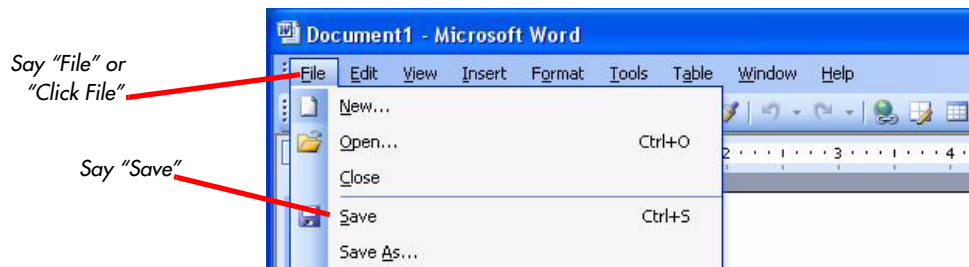 Document1 - Microsoft Word
Say “File” or
“Click File”
File Edit View Insert Format Tools Table Window Help
New...
Open... Ctrl+O
2 3 4
Say “Save”
Close
Save Ctrl+S
Save As...